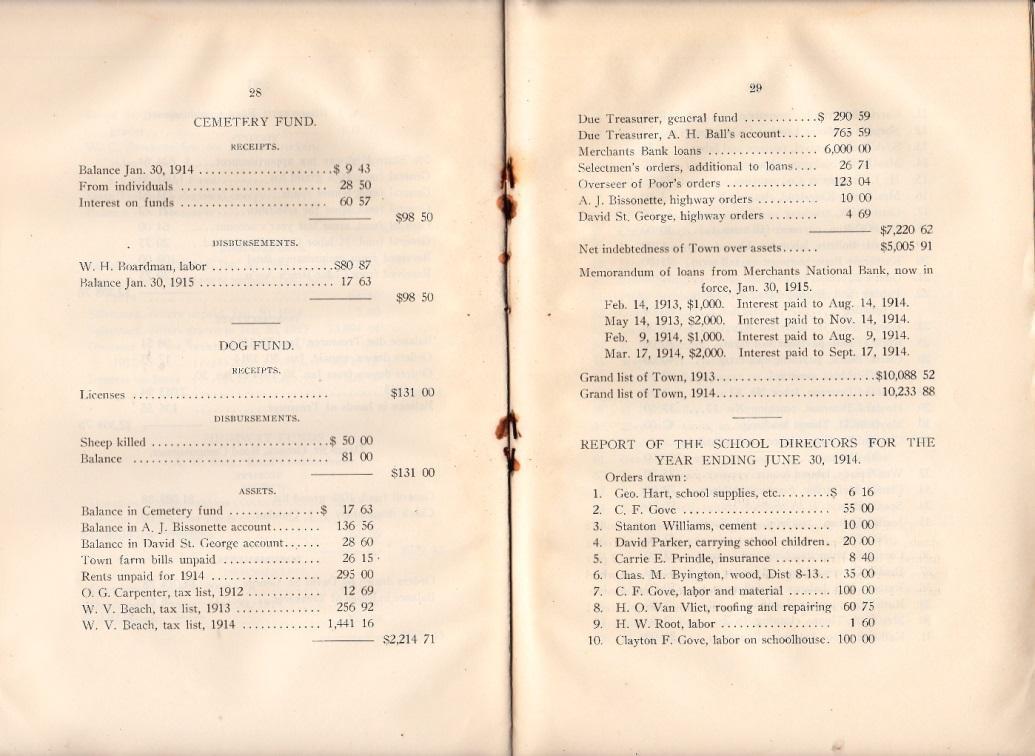 28
CEMETERY FUND.
RECEIPTS.
Balance Jan. 30, 1914 ......................$ 9 43
From individuals ........................ 28 50
Interest on funds ........................ 60 57
$98 50
DISBURSEMENTS.
W. H. Boardman, labor ....................$80 87
Balance Jan. 30, 1915 ...................... 17 63
$98 50
DOG FUND.
RECEIPTS.
Licenses ................................ $131 00
DISBURSEMENTS.
Sheep killed .............................$ 50 00
Balance ................................ 81 00
$131 00
ASSETS.
Balance in Cemetery fund ...............$ 17 63
Balance in A. J. Bissonette account........ 136 56
Balance in David St. George account...... 28 60
Town farm bills unpaid ................ 26 15
Rents unpaid for 1914 .................. 295 00
O. G. Carpenter, tax list, 1912 ............ 12 69
W. V. Beach, tax list, 1913 .............. 256 92
W. V. Beach, tax list, 1914 ............. 1,441 16
$2,214 71
29
Due Treasurer, general fund ............$ 290 59
Due Treasurer, A. H. Ball's account...... 765 59
Merchants Bank loans .................. 6,000 00
Selectmen's orders, additional to loans.... 26 71
Overseer of Poor's orders ............... 123 04
A. J. Bissonette, highway orders .......... 10 00
David St. George, highway orders ........ 4 69
$7,220 62
Net indebtedness of Town over assets...... $5,005 91
Memorandum of loans from Merchants National Bank, now in
force, Jan. 30, 1915.
Feb. 14, 1913, $1,000. Interest paid to Aug. 14, 1914.
May 14, 1913, $2,000. Interest paid to Nov. 14, 1914.
Feb. 9, 1914, $1,000. Interest paid to Aug. 9, 1914.
Mar. 17, 1914, $2,000. Interest paid to Sept. 17, 1914.
Grand list of Town, 1913..........................$10,088 52
Grand list of Town, 1914.......................... 10,233 88
REPORT OF THE SCHOOL DIRECTORS FOR THE
YEAR ENDING JUNE 30, 1914.
Orders drawn:
1. Geo. Hart, school supplies, etc.........$ 6 16
2. C. F. Gove ........................ 55 00
3. Stanton Williams, cement ........... 10 00
4. David Parker, carrying school children. 20 00
5. Carrie E. Prindle, insurance ......... 8 40
6. Chas. M. Byington, wood, Dist 8-13.. 35 00
7. C. F. Gove, labor and material ....... 100 00
8. H. O. Van Vliet, roofing and repairing 60 75
9. H. W. Root, labor .................. 1 60
10. Clayton F. Gove, labor on schoolhouse. 100 00